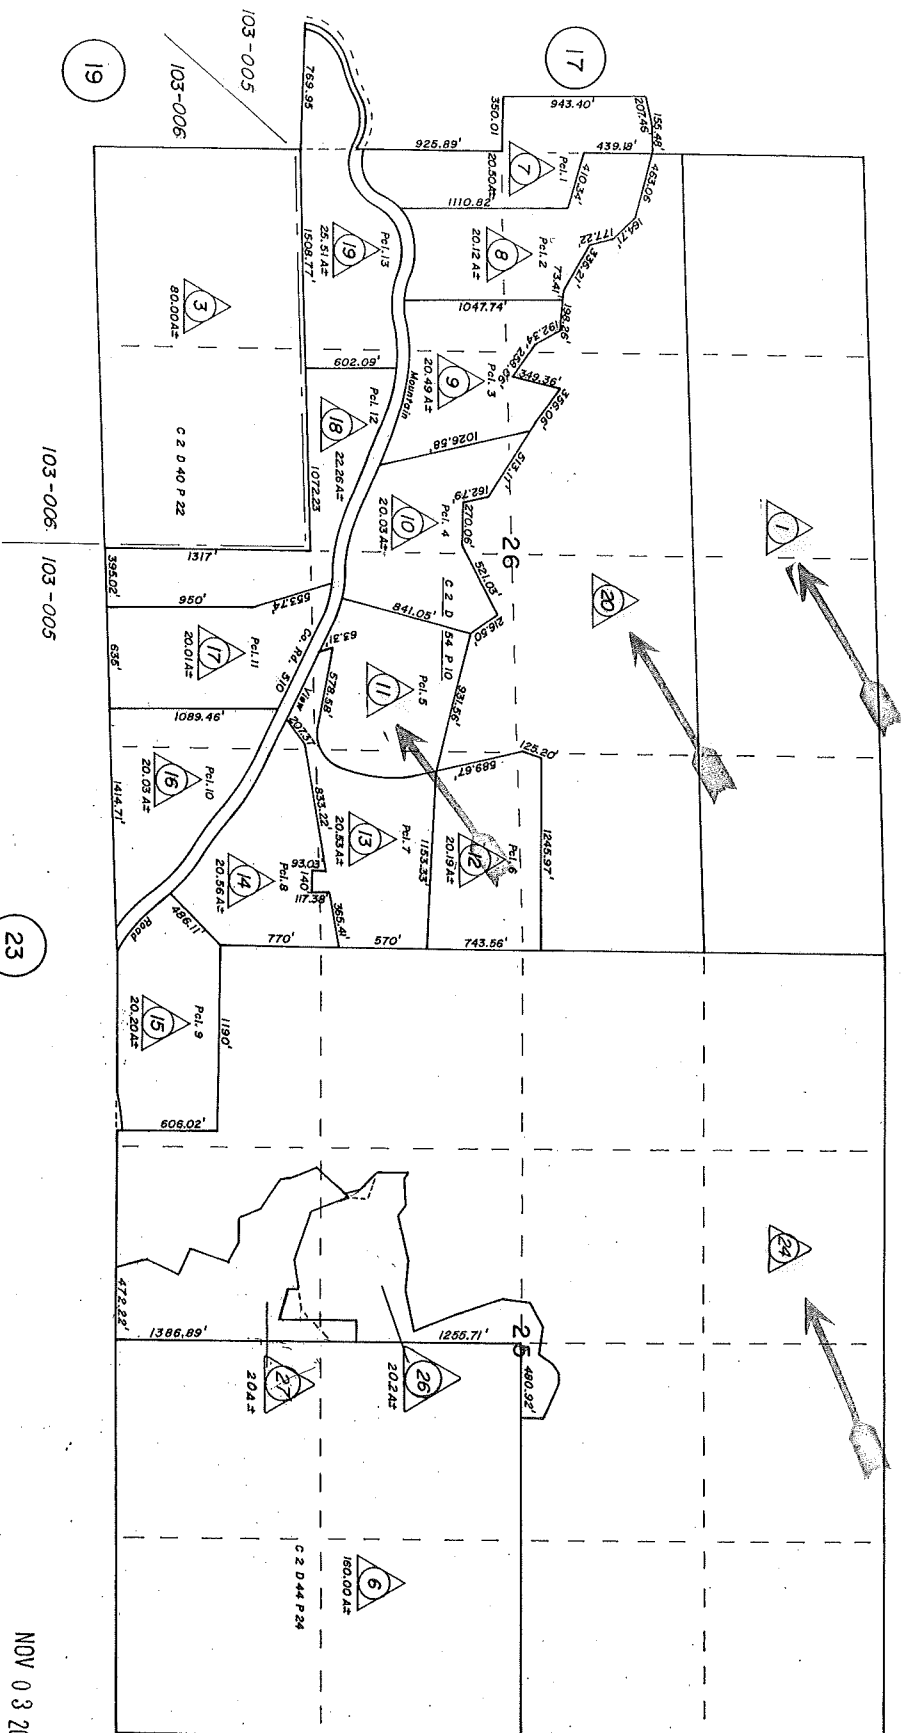 103-005
103-006
19
17
769.95
350.01
943.40'
207.46
155.48'
925.89'
439.18'
463.06
164.71'
177.22'
336.21'
410.34'
Pcl. 1
7
20.50A±
1110.82'
Pcl. 2
8
20.12 A±
73.41'
198.26'
192.34'
1047.74'
Pcl. 13
19
25.51 A±
1508.77'
3
80.00A±
C 2 D 40 P 22
602.09'
Mountain
Pcl. 3
9
20.49 A±
349.36'
356.06'
1026.58'
513.11'
162.79'
Pcl. 12
18
22.26A±
1072.23
Pcl. 4
10
20.03A±
270.06'
26
521.03'
216.50'
1
20
103-006
103-005
1317'
395.02'
950'
553.74'
841.05'
C 2 D 54 P 10
63.31'
Co. Rd. 510
View
578.58'
Pcl. 5
11
931.56'
Pcl. 11
17
20.01A±
635'
1089.46'
207.37
125.20'
589.67'
Pcl. 10
16
20.03 A±
1414.71'
833.22'
Pcl. 7
13
20.53A±
1153.33'
Pcl. 6
12
20.19A±
1245.97'
Pcl. 8
14
20.56A±
93.03'
140'
117.38'
365.41'
486.11'
Road
770'
570'
743.56'
23
Pcl. 9
15
20.20A±
1190'
606.02'
24
472.22'
1386.89'
1255.71'
25
480.92'
27
20A±
26
20.2 A±
C 2 D 44 P 24
6
160.00 A±
NOV 03 20